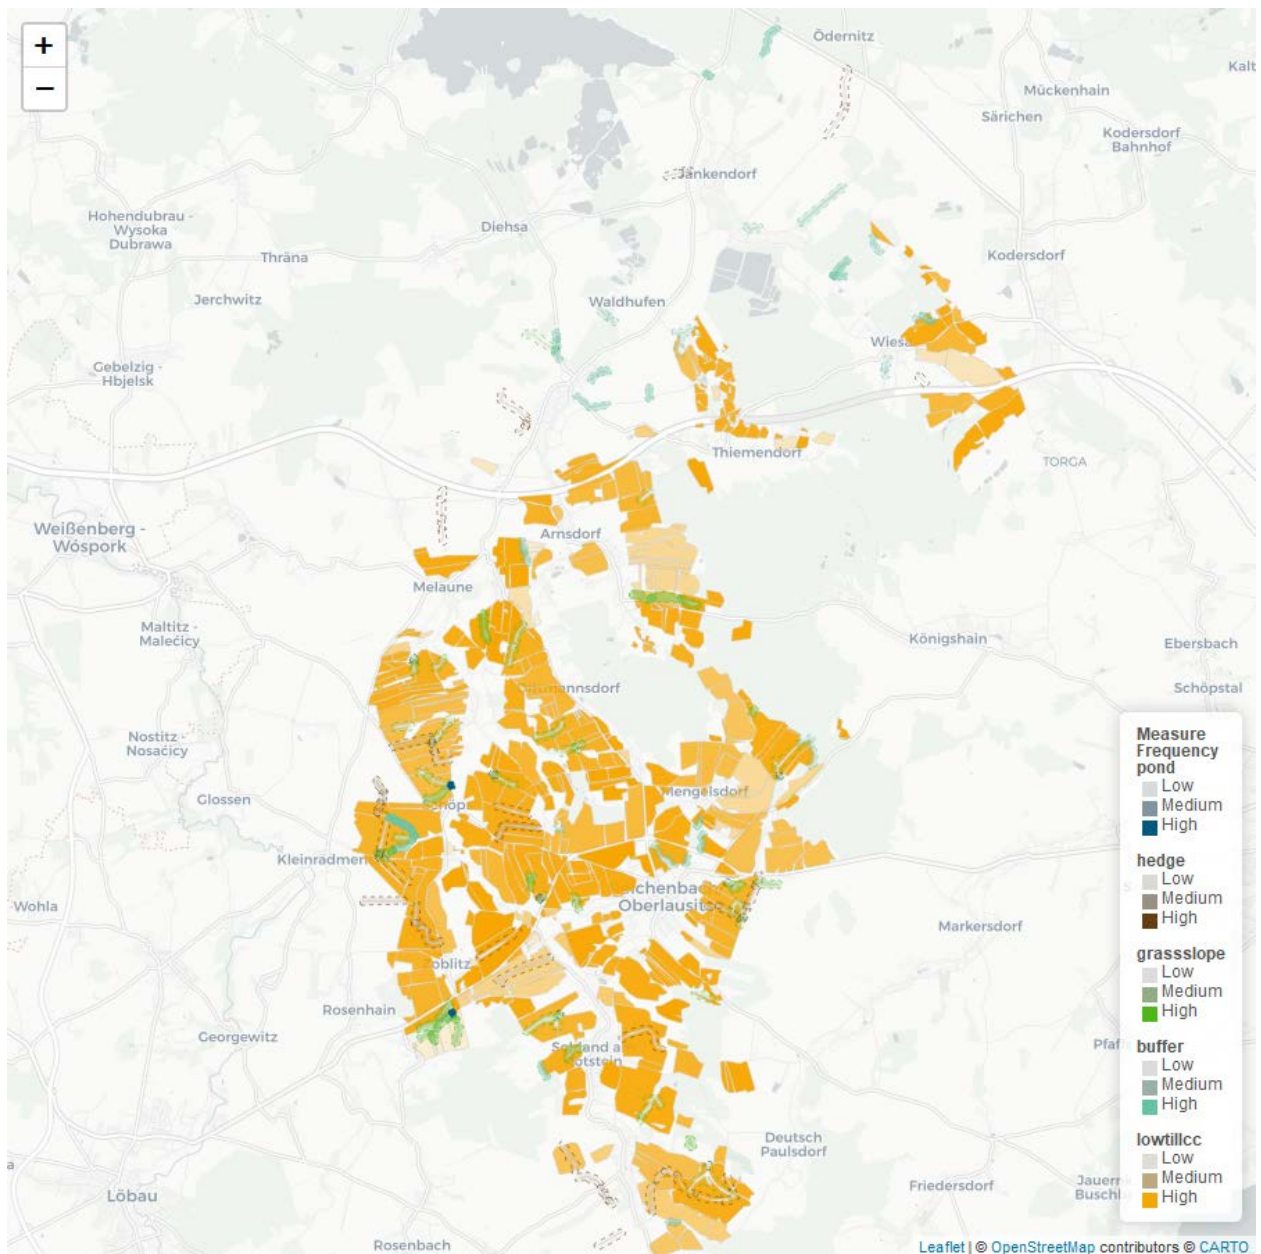 +
−
Ödernitz
Mückenhain
Särichen
Kodersdorf
Bahnhof
Jänkendorf
Hohendubrau -
Wysoka
Dubrawa
Diehsa
Thräna
Kodersdorf
Jerchwitz
Waldhufen
Gebelzig -
Hbjelsk
Thiemendorf
TORGA
Weißenberg -
Wóspork
Arnsdorf
Melaune
Maltitz -
Malećicy
Königshain
Ebersbach
Schöpstal
Nostitz -
Nosaćicy
Mengelsdorf
Glossen
Oberlausitz
Wohla
Markersdorf
Zoblitz
Rosenhain
Georgewitz
Deutsch
Paulsdorf
Friedersdorf
Löbau
Rosenbach
Measure
Frequency
pond
Low
Medium
High
hedge
Low
Medium
High
grassslope
Low
Medium
High
buffer
Low
Medium
High
lowtillcc
Low
Medium
High
Leaflet | © OpenStreetMap contributors © CARTO